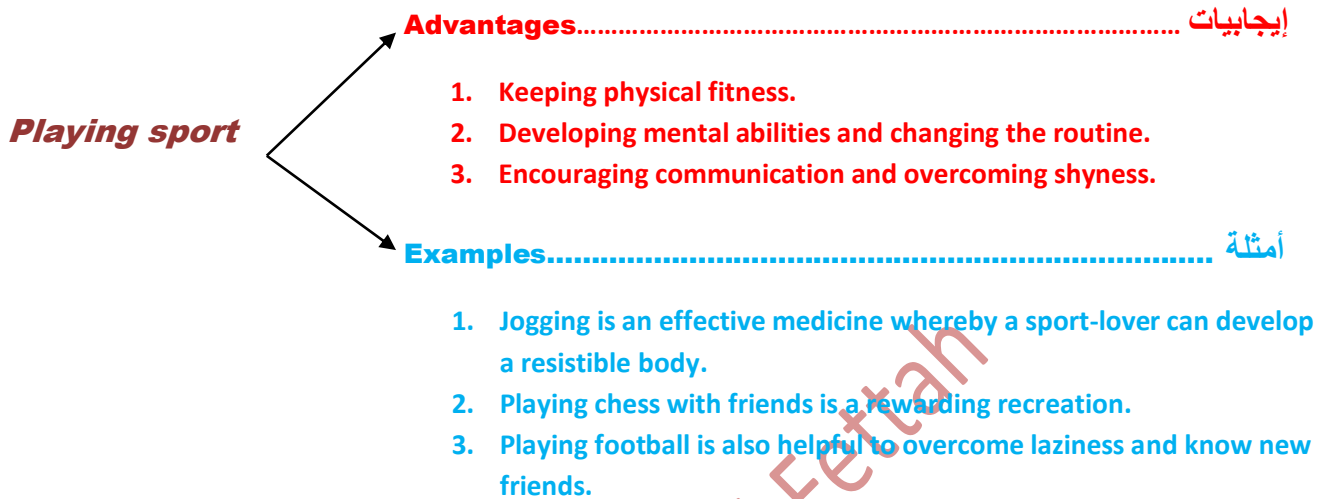 Advantages………………………………………………………………………… إيجابيات
1. Keeping physical fitness.
Playing sport
2. Developing mental abilities and changing the routine.
3. Encouraging communication and overcoming shyness.
Examples………………………………………………………………… أمثلة
1. Jogging is an effective medicine whereby a sport-lover can develop
a resistible body.
2. Playing chess with friends is a rewarding recreation.
3. Playing football is also helpful to overcome laziness and know new
friends.
Fettah